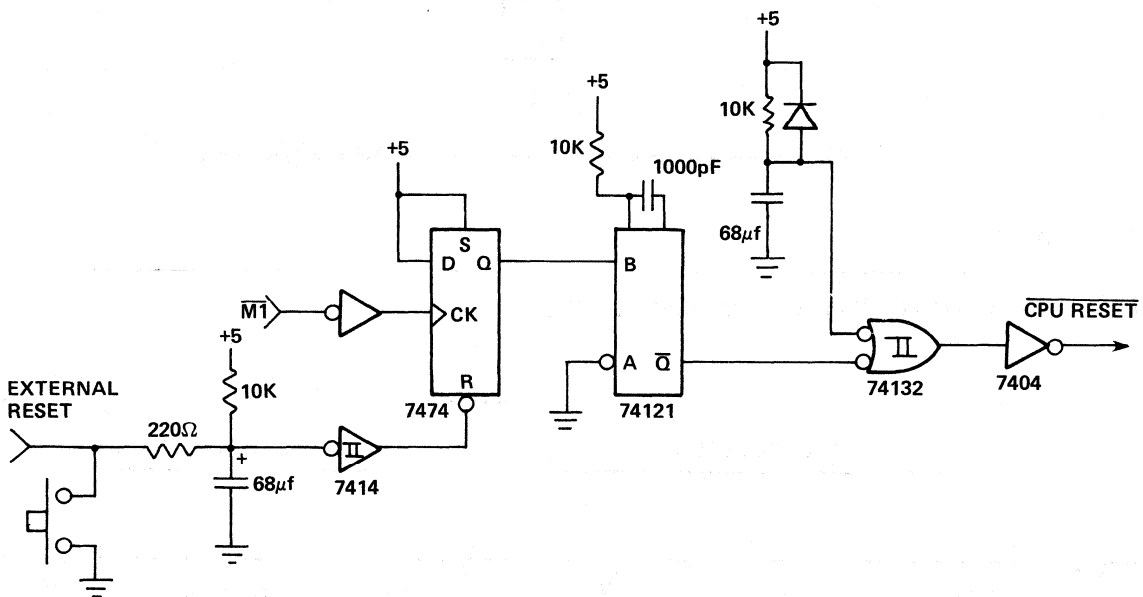 +5
+5
10K
10K
1000pF
+5
68µf
S
D Q
B
M1
CK
CPU RESET
+5
A Q
R
10K
7474
74121
74132
7404
EXTERNAL
RESET
220Ω
+
68µf
7414